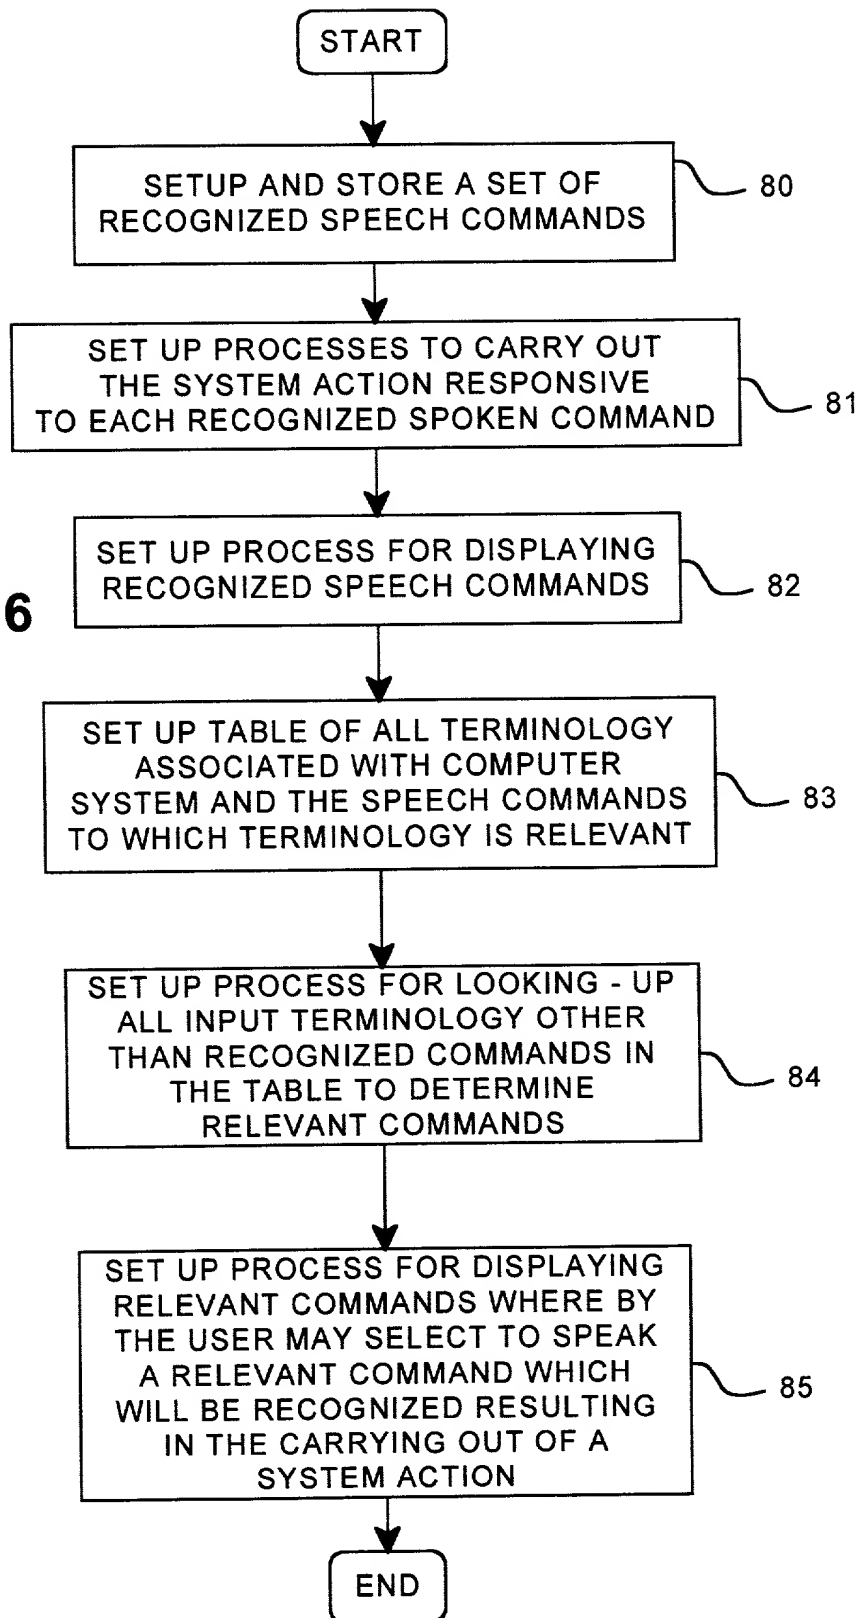 START
SETUP AND STORE A SET OF
RECOGNIZED SPEECH COMMANDS
80
SET UP PROCESSES TO CARRY OUT
THE SYSTEM ACTION RESPONSIVE
TO EACH RECOGNIZED SPOKEN COMMAND
81
SET UP PROCESS FOR DISPLAYING
RECOGNIZED SPEECH COMMANDS
82
6
SET UP TABLE OF ALL TERMINOLOGY
ASSOCIATED WITH COMPUTER
SYSTEM AND THE SPEECH COMMANDS
TO WHICH TERMINOLOGY IS RELEVANT
83
SET UP PROCESS FOR LOOKING - UP
ALL INPUT TERMINOLOGY OTHER
THAN RECOGNIZED COMMANDS IN
THE TABLE TO DETERMINE
RELEVANT COMMANDS
84
SET UP PROCESS FOR DISPLAYING
RELEVANT COMMANDS WHERE BY
THE USER MAY SELECT TO SPEAK
A RELEVANT COMMAND WHICH
WILL BE RECOGNIZED RESULTING
IN THE CARRYING OUT OF A
SYSTEM ACTION
85
END